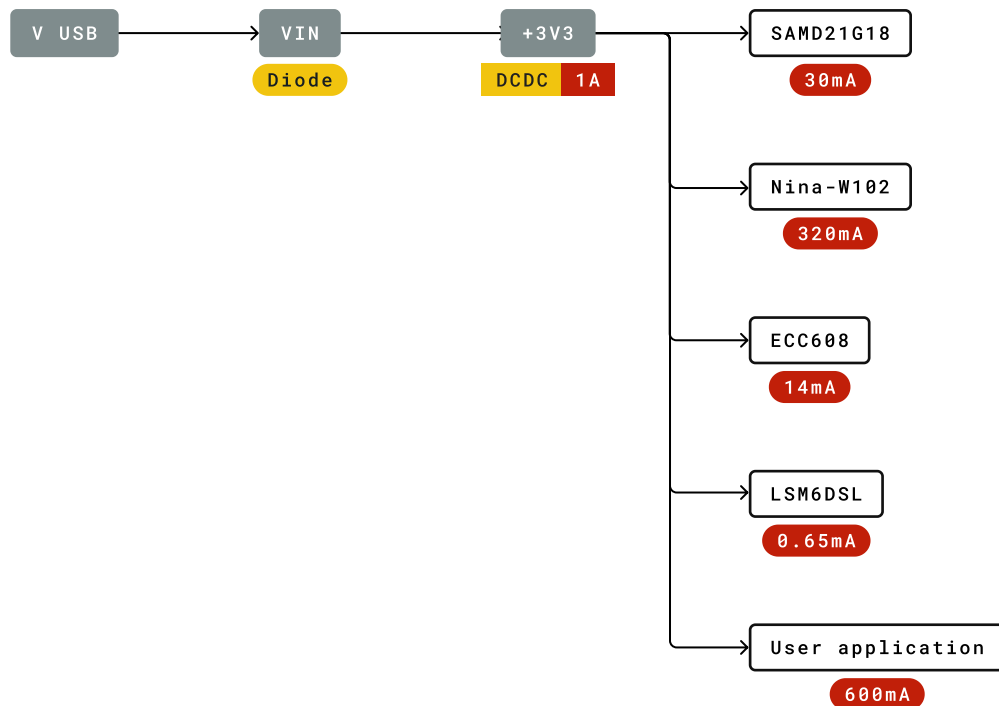 V USB
VIN
+3V3
SAMD21G18
Diode
DCDC
1A
30mA
Nina-W102
320mA
ECC608
14mA
LSM6DSL
0.65mA
User application
600mA